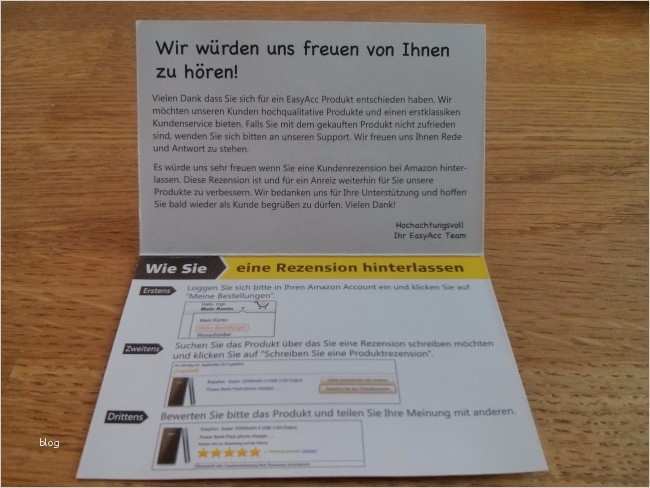 Wir würden uns freuen von Ihnen
zu hören!
Vielen Dank dass Sie sich für ein EasyAcc Produkt entschieden haben. Wir
möchten unseren Kunden hochqualitative Produkte und einen erstklassiken
Kundenservice bieten. Falls Sie mit dem gekauften Produkt nicht zufrieden
sind, wenden Sie sich bitten an unseren Support. Wir freuen uns Ihnen Rede
und Antwort zu stehen.
Es würde uns sehr freuen wenn Sie eine Kundenrezension bei Amazon hinter-
lassen. Diese Rezension ist und für ein Anreiz weiterhin für Sie unsere
Produkte zu verbessern. Wir bedanken uns für Ihre Unterstützung und hoffen
Sie bald wieder als Kunde begrüßen zu dürfen. Vielen Dank!
Hochachtungsvoll
Ihr EasyAcc Team
Wie Sie eine Rezension hinterlassen
Erstens Loggen Sie sich bitte in Ihren Amazon Account ein und klicken Sie auf
"Meine Bestellungen".
Mein Konto
Mein Konto
Meine Bestellungen
Zweitens Suchen Sie das Produkt über das Sie eine Rezension schreiben möchten
und klicken Sie auf "Schreiben Sie eine Produktrezension".
Drittens Bewerten Sie bitte das Produkt und teilen Sie Ihre Meinung mit anderen.
blog